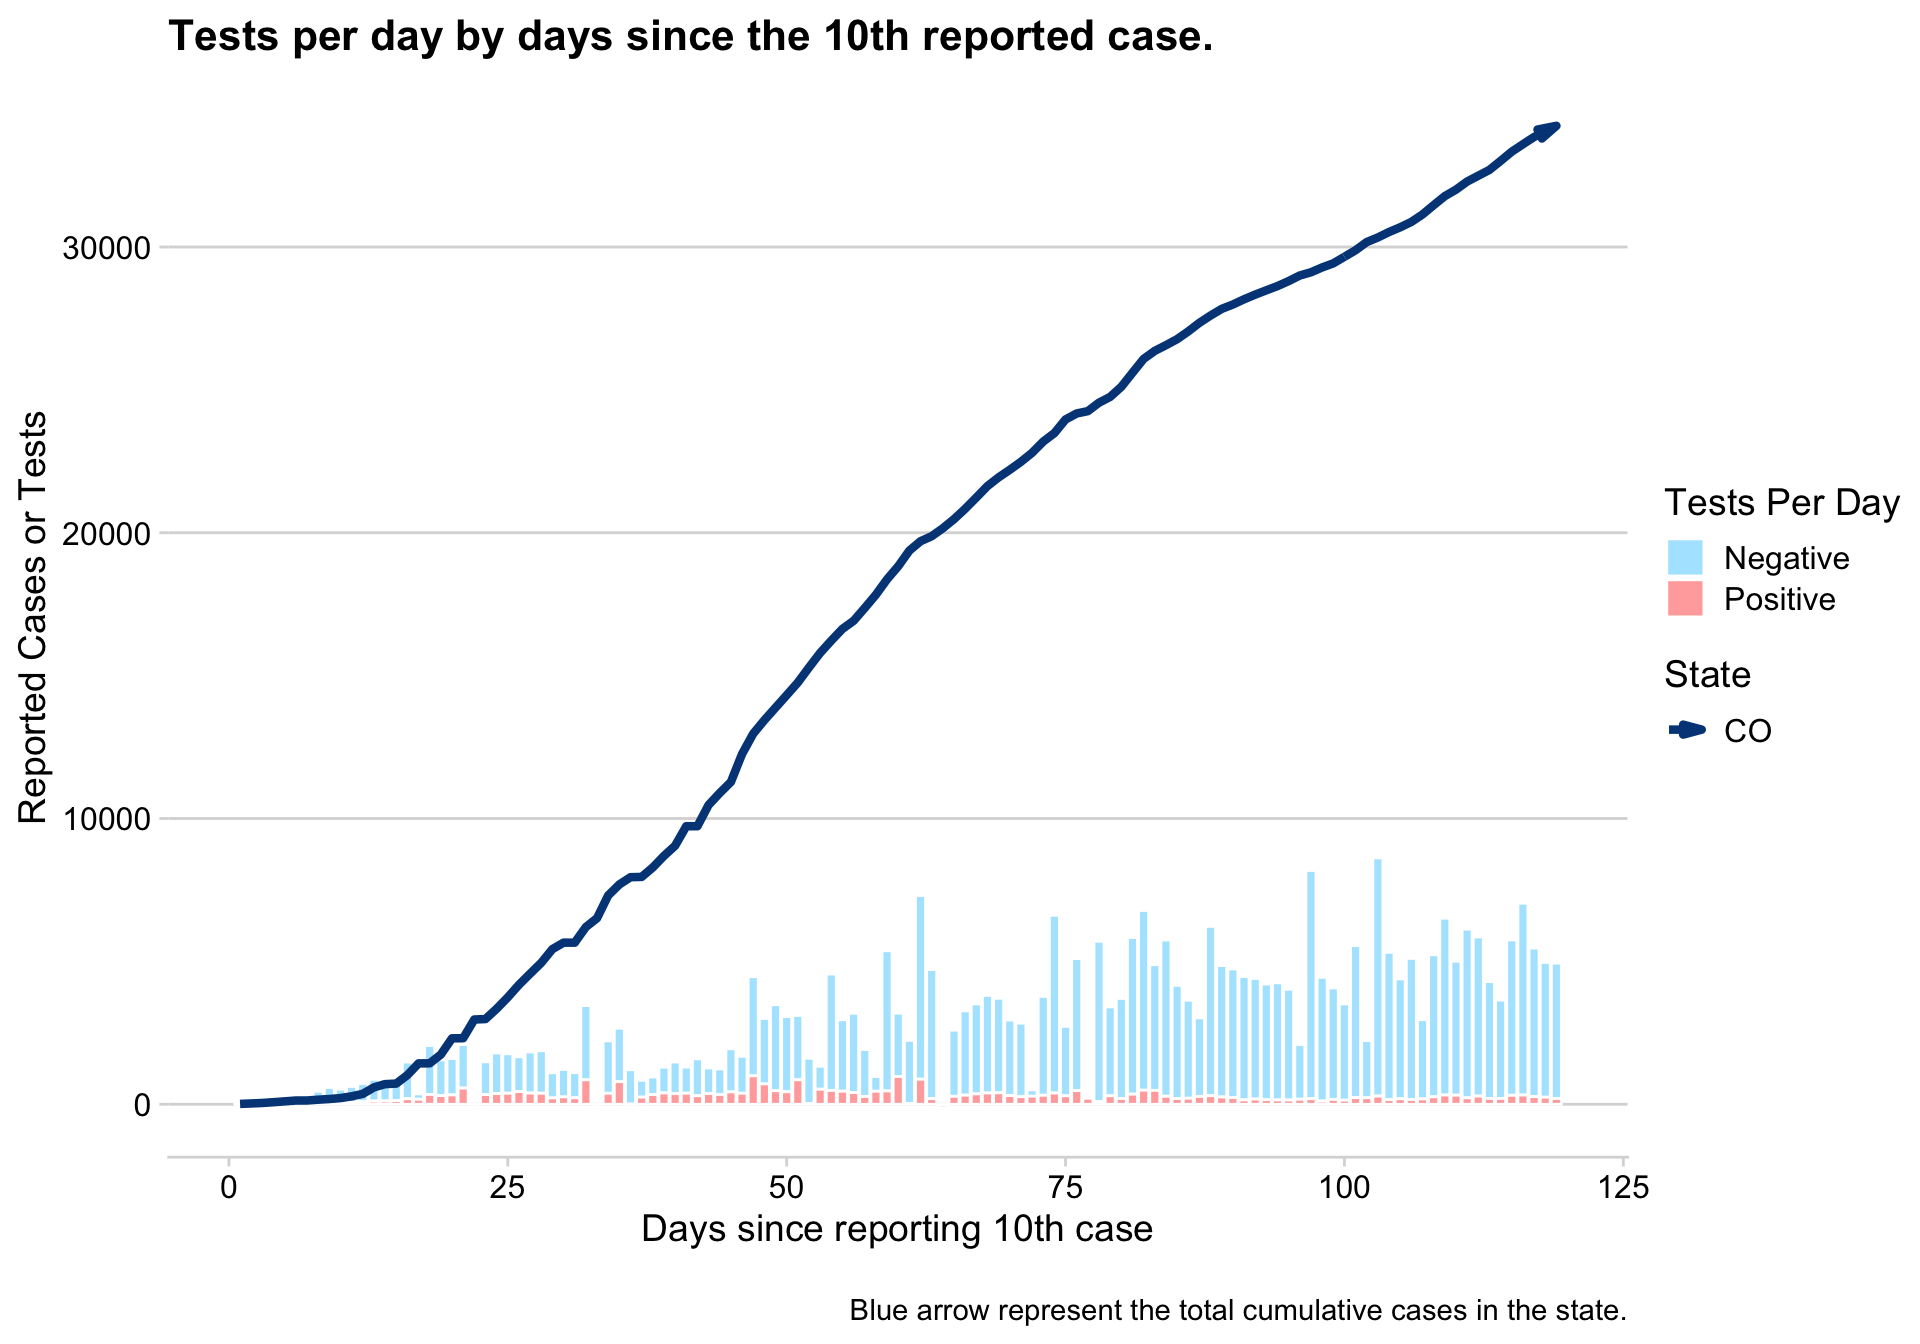 Tests per day by days since the 10th reported case.
Reported Cases or Tests
30000
20000
10000
0
0 25 50 75 100 125
Days since reporting 10th case
Tests Per Day
Negative
Positive
State
CO
Blue arrow represent the total cumulative cases in the state.